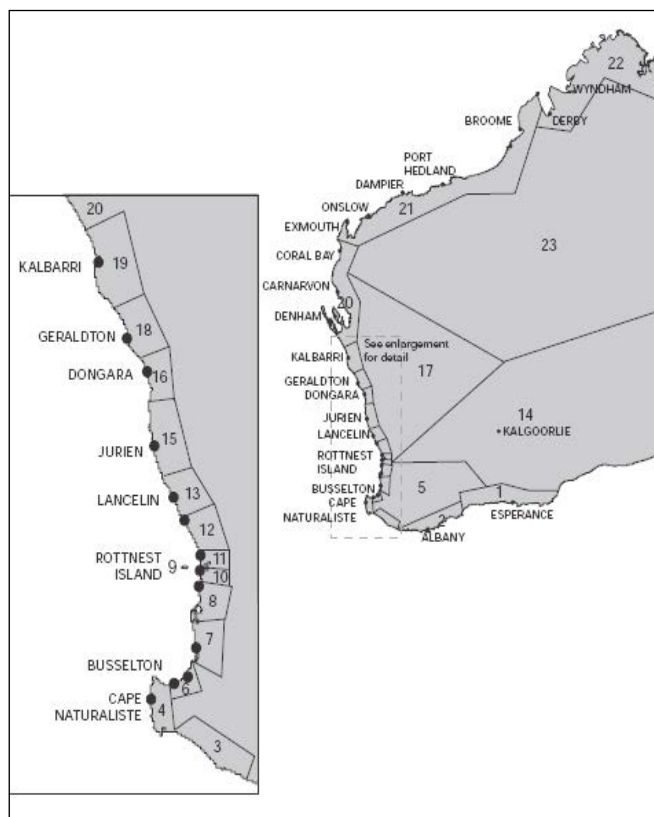 20
19
KALBARRI
18
GERALDTON
DONGARA
16
15
JURIEN
13
LANCELIN
12
ROTTNEST
ISLAND
9
11
10
8
7
BUSSELTON
6
CAPE
NATURALISTE
4
3
22
WYNDHAM
BROOME
DERBY
PORT
HEDLAND
DAMPIER
ONSLOW
21
EXMOUTH
23
CORAL BAY
CARNARVON
20
DENHAM
See enlargement
for detail
KALBARRI
17
GERALDTON
DONGARA
JURIEN
14
LANCELIN
KALGOORLIE
ROTTNEST
ISLAND
BUSSELTON
5
1
CAPE
NATURALISTE
ESPERANCE
2
ALBANY